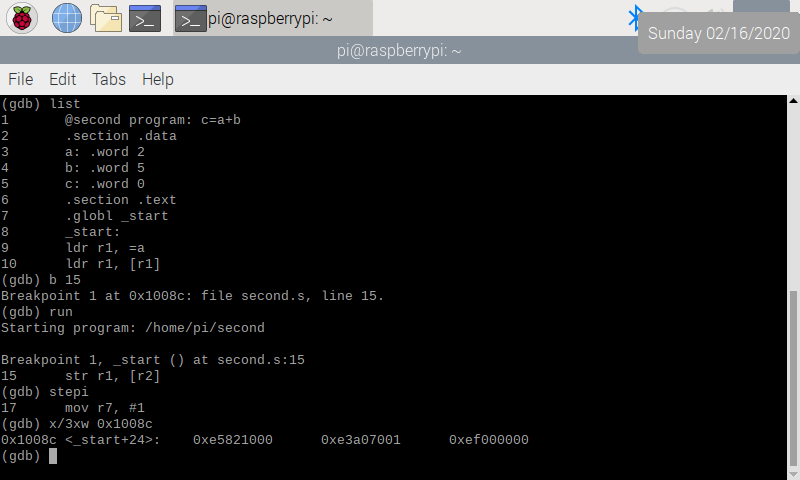 pi@raspberrypi: ~
Sunday 02/16/2020
pi@raspberrypi: ~
File Edit Tabs Help
(gdb) list
1 @second program: c=a+b
2 .section .data
3 a: .word 2
4 b: .word 5
5 c: .word 0
6 .section .text
7 .globl _start
8 _start:
9 ldr r1, =a
10 ldr r1, [r1]
(gdb) b 15
Breakpoint 1 at 0x1008c: file second.s, line 15.
(gdb) run
Starting program: /home/pi/second
Breakpoint 1, _start () at second.s:15
15 str r1, [r2]
(gdb) stepi
17 mov r7, #1
(gdb) x/3xw 0x1008c
0x1008c <_start+24>: 0xe5821000 0xe3a07001 0xef000000
(gdb)